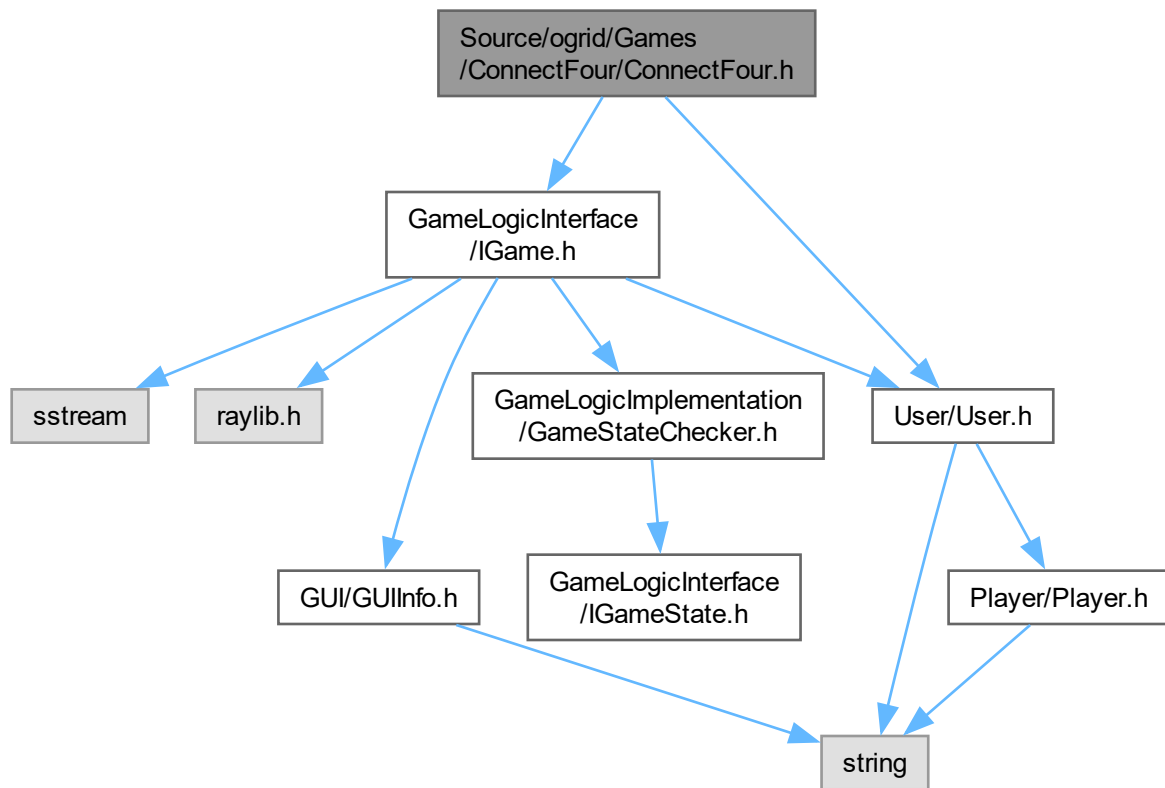 Source/ogrid/Games
/ConnectFour/ConnectFour.h
GameLogicInterface
/IGame.h
sstream
raylib.h
GameLogicImplementation
/GameStateChecker.h
User/User.h
GUI/GUIInfo.h
GameLogicInterface
/IGameState.h
Player/Player.h
string